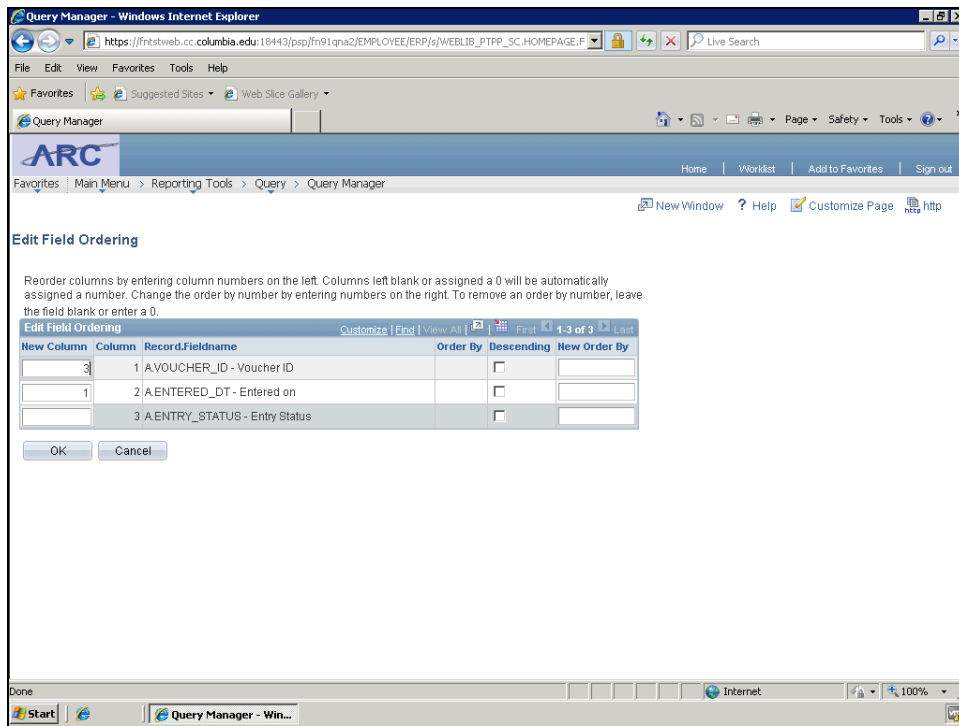 Query Manager - Windows Internet Explorer
https://fntstweb.cc.columbia.edu:18443/psp/fn91qna2/EMPLOYEE/ERP/s/WEBLIB_PTPP_SC.HOMEPAGE.F
Live Search
File Edit View Favorites Tools Help
Favorites Suggested Sites Web Slice Gallery
Query Manager
Page Safety Tools
ARC
Home | Worklist | Add to Favorites | Sign out
Favorites Main Menu > Reporting Tools > Query > Query Manager
New Window ? Help Customize Page http
Edit Field Ordering
Reorder columns by entering column numbers on the left. Columns left blank or assigned a 0 will be automatically
assigned a number. Change the order by number by entering numbers on the right. To remove an order by number, leave
the field blank or enter a 0.
Edit Field Ordering Customize | Find | View All | First 1-3 of 3 Last
New Column Column Record.Fieldname Order By Descending New Order By
3 1 A.VOUCHER_ID - Voucher ID
1 2 A.ENTERED_DT - Entered on
3 A.ENTRY_STATUS - Entry Status
OK Cancel
Done Internet 100%
Start Query Manager - Win...